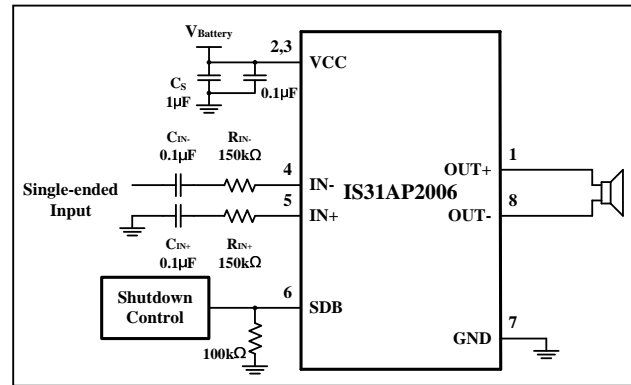 VBattery
2,3
VCC
CS
1μF
0.1μF
CIN-
0.1μF
RIN-
150kΩ
4
IN-
Single-ended
Input
5
IN+
CIN+
0.1μF
RIN+
150kΩ
IS31AP2006
1
OUT+
8
OUT-
Shutdown
Control
6
SDB
100kΩ
7
GND